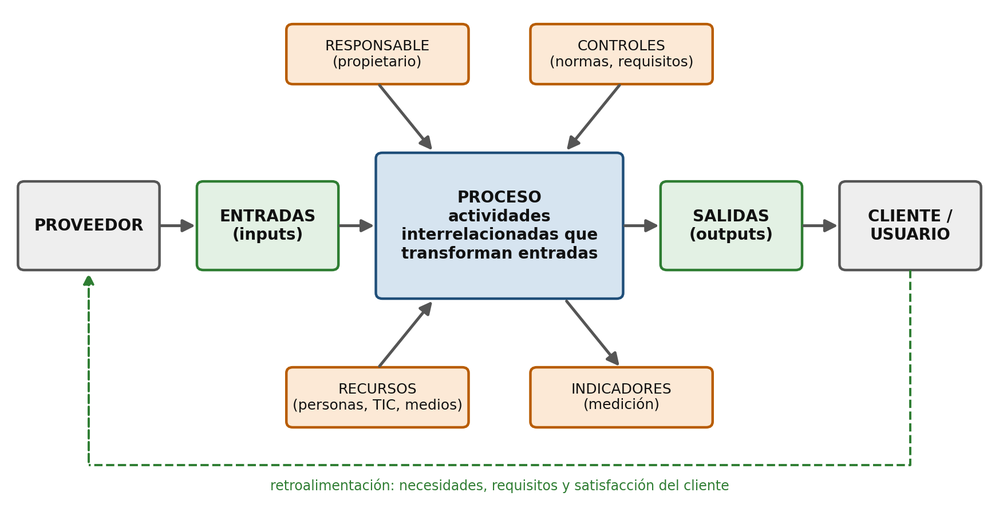 RESPONSABLE
(propietario)
CONTROLES
(normas, requisitos)
PROVEEDOR
ENTRADAS
(inputs)
PROCESO
actividades
interrelacionadas que
transforman entradas
SALIDAS
(outputs)
CLIENTE /
USUARIO
RECURSOS
(personas, TIC, medios)
INDICADORES
(medición)
retroalimentación: necesidades, requisitos y satisfacción del cliente